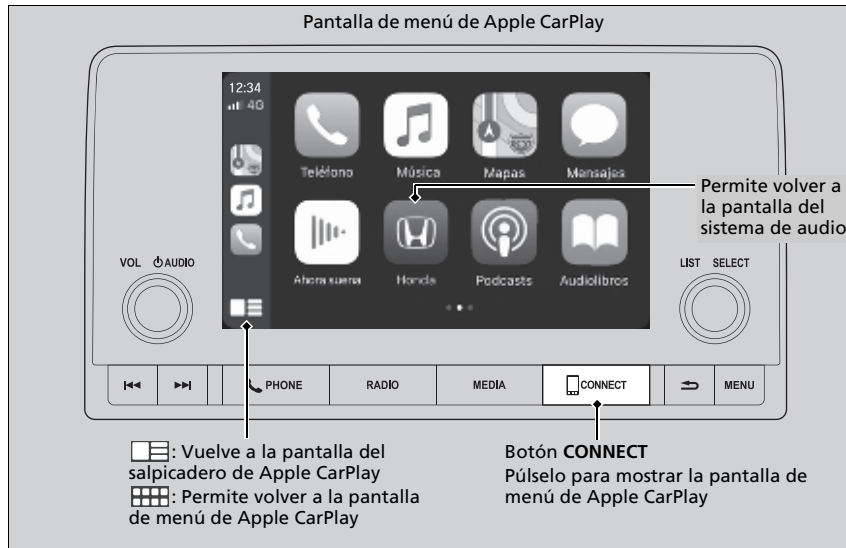 Pantalla de menú de Apple CarPlay
12:34
4G
Teléfono Música Mapas Mensajes
Permite volver a
la pantalla del
sistema de audio
Ahora suena Honda Podcasts Audiolibros
VOL AUDIO
LIST SELECT
PHONE RADIO MEDIA CONNECT MENU
: Vuelve a la pantalla del
salpicadero de Apple CarPlay
: Permite volver a la pantalla
de menú de Apple CarPlay
Botón CONNECT
Púlselo para mostrar la pantalla de
menú de Apple CarPlay